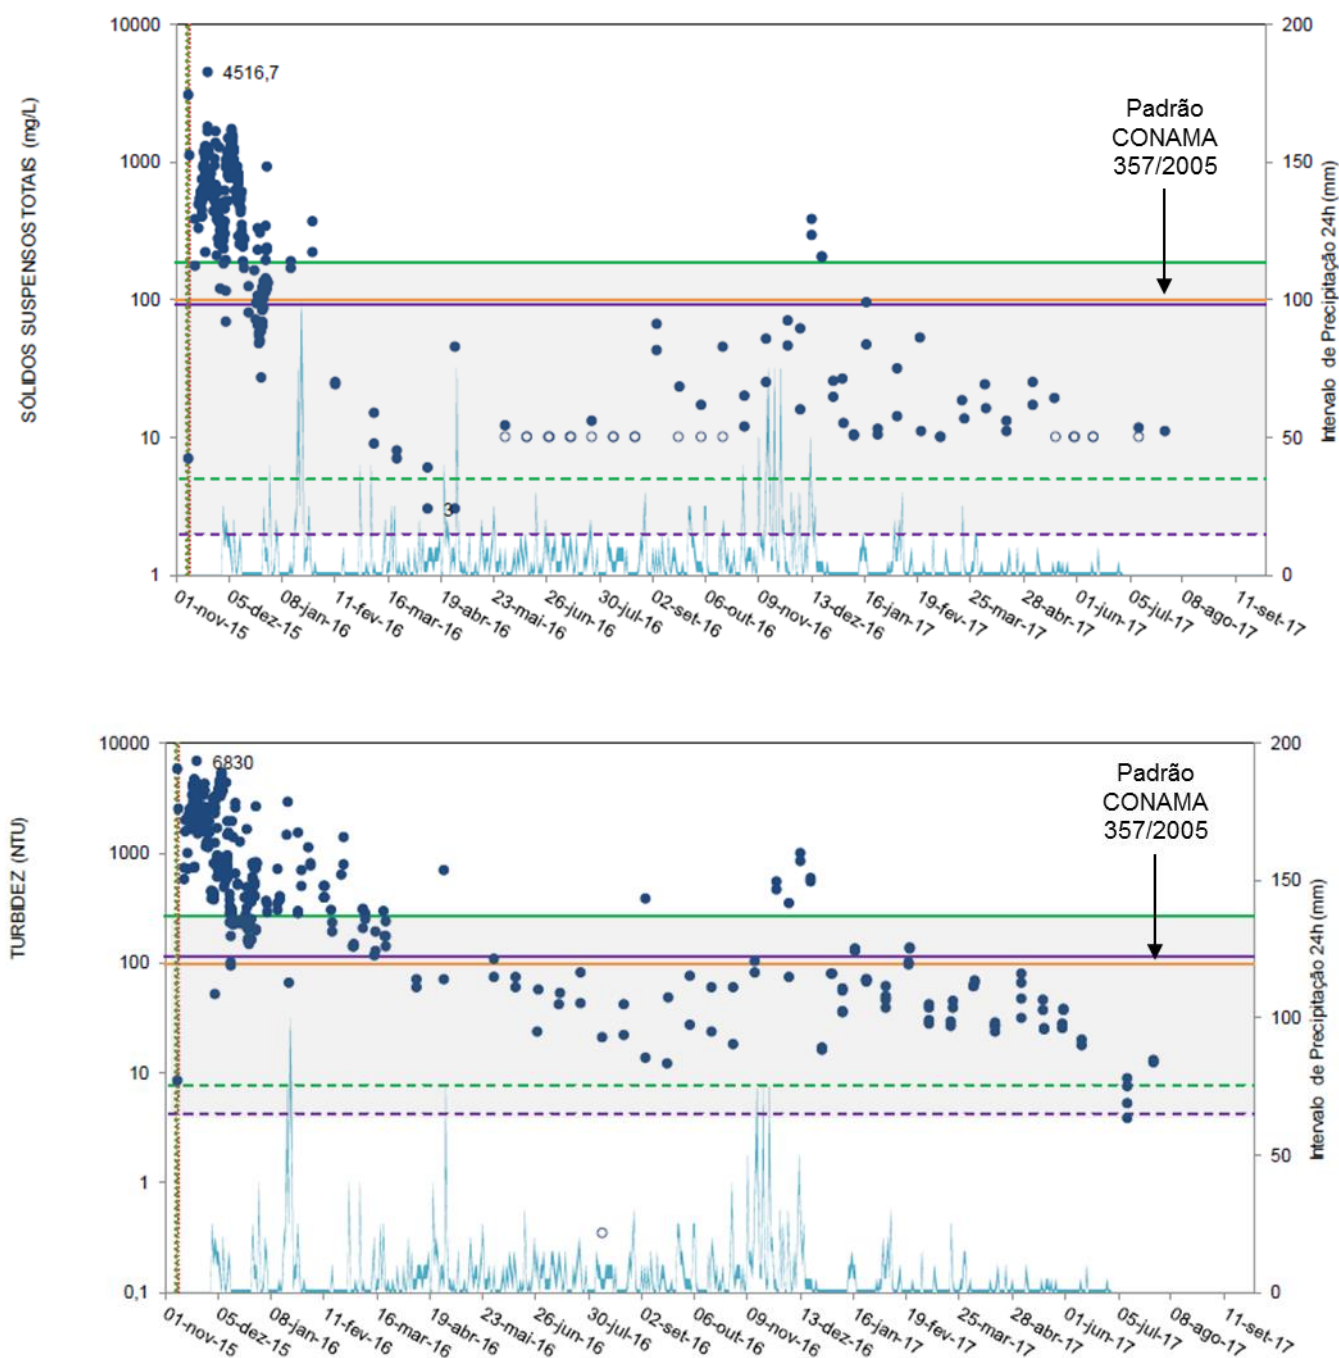 10000
1000
100
10
1
SÓLIDOS SUSPENSOS TOTAIS (mg/L)
4516,7
3
Padrão
CONAMA
357/2005
200
150
100
50
0
Intervalo de Precipitação 24h (mm)
01-nov-15
05-dez-15
08-jan-16
11-fev-16
16-mar-16
19-abr-16
23-mai-16
26-jun-16
30-jul-16
02-set-16
06-out-16
09-nov-16
13-dez-16
16-jan-17
19-fev-17
25-mar-17
28-abr-17
01-jun-17
05-jul-17
08-ago-17
11-set-17
10000
1000
100
10
1
0,1
TURBIDEZ (NTU)
6830
Padrão
CONAMA
357/2005
200
150
100
50
0
Intervalo de Precipitação 24h (mm)
01-nov-15
05-dez-15
08-jan-16
11-fev-16
16-mar-16
19-abr-16
23-mai-16
26-jun-16
30-jul-16
02-set-16
06-out-16
09-nov-16
13-dez-16
16-jan-17
19-fev-17
25-mar-17
28-abr-17
01-jun-17
05-jul-17
08-ago-17
11-set-17